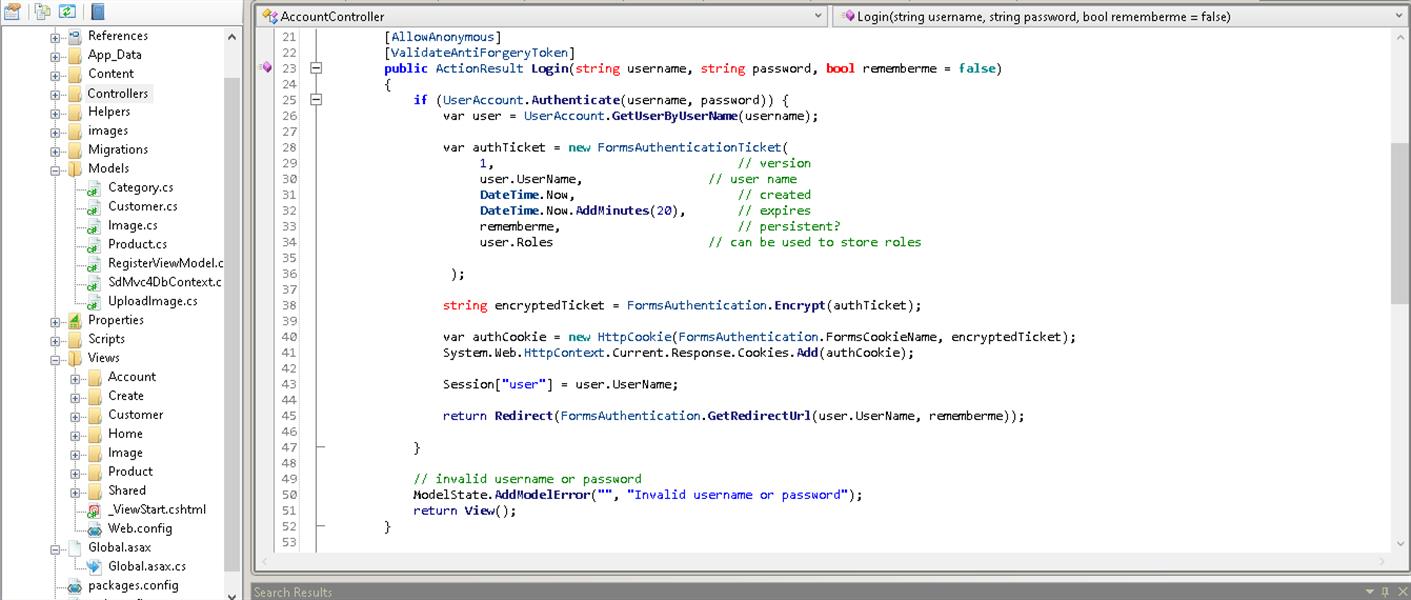 References
App_Data
Content
Controllers
Helpers
images
Migrations
Models
Category.cs
Customer.cs
Image.cs
Product.cs
RegisterViewModel.c
SdMvc4DbContext.c
UploadImage.cs
Properties
Scripts
Views
Account
Create
Customer
Home
Image
Product
Shared
_ViewStart.cshtml
Web.config
Global.asax
Global.asax.cs
packages.config
AccountController
Login(string username, string password, bool rememberme = false)
21 [AllowAnonymous]
22 [ValidateAntiForgeryToken]
23 public ActionResult Login(string username, string password, bool rememberme = false)
24 {
25 if (UserAccount.Authenticate(username, password)) {
26 var user = UserAccount.GetUserByUserName(username);
27
28 var authTicket = new FormsAuthenticationTicket(
29 1, // version
30 user.UserName, // user name
31 DateTime.Now, // created
32 DateTime.Now.AddMinutes(20), // expires
33 rememberme, // persistent?
34 user.Roles // can be used to store roles
35
36 );
37
38 string encryptedTicket = FormsAuthentication.Encrypt(authTicket);
39
40 var authCookie = new HttpCookie(FormsAuthentication.FormsCookieName, encryptedTicket);
41 System.Web.HttpContext.Current.Response.Cookies.Add(authCookie);
42
43 Session["user"] = user.UserName;
44
45 return Redirect(FormsAuthentication.GetRedirectUrl(user.UserName, rememberme));
46
47 }
48
49 // invalid username or password
50 ModelState.AddModelError("", "Invalid username or password");
51 return View();
52 }
53
Search Results